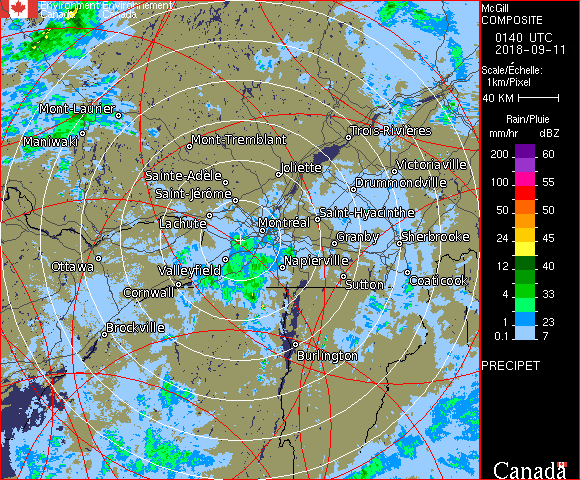 Environment Environnement
Canada Canada
Mont-Laurier
Maniwaki
Mont-Tremblant
Trois-Rivières
Sainte-Adèle
Joliette
Victoriaville
Saint-Jérôme
Drummondville
Lachute
Montréal
Saint-Hyacinthe
Granby
Sherbrooke
Ottawa
Valleyfield
Napierville
Cornwall
Sutton
Coaticook
Brockville
Burlington
McGill
COMPOSITE
0140 UTC
2018-09-11
Scale/Échelle:
1km/Pixel
40 KM
Rain/Pluie
mm/hr dBZ
200 60
55
100 55
50 50
24 45
12 40
4 33
1 23
0.1 7
PRECIPET
Canada